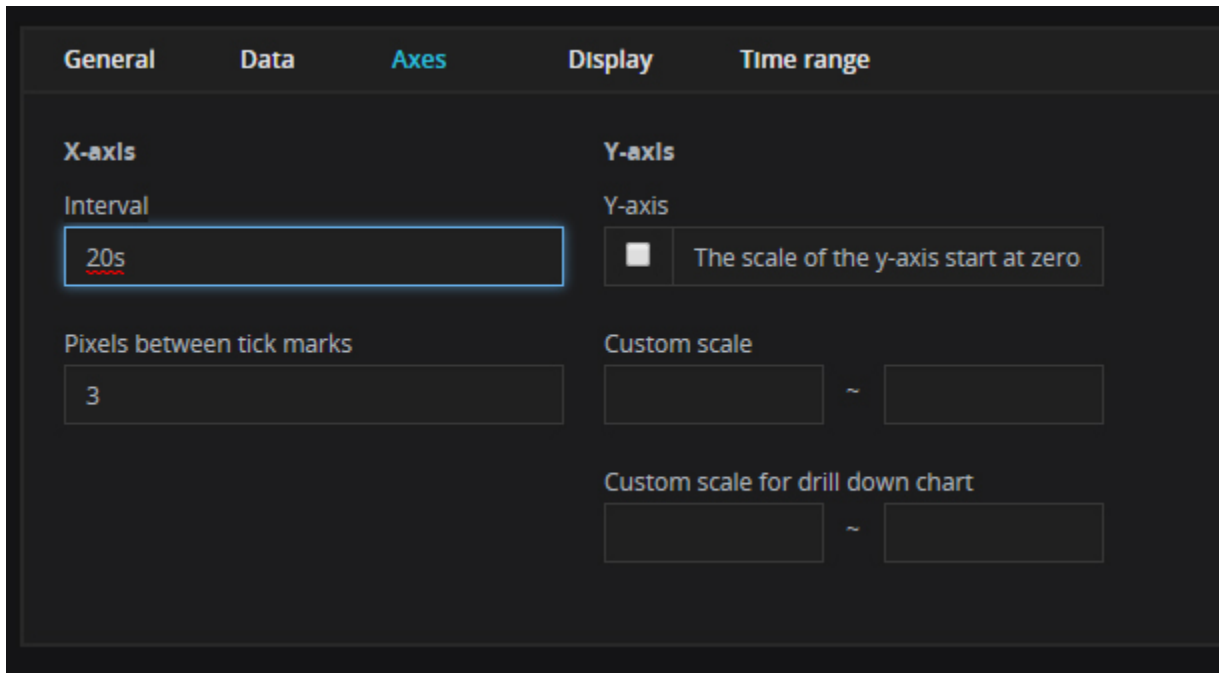 General Data Axes Display Time range
X-axis
Interval
20s
Pixels between tick marks
3
Y-axis
Y-axis
The scale of the y-axis start at zero
Custom scale
~
Custom scale for drill down chart
~